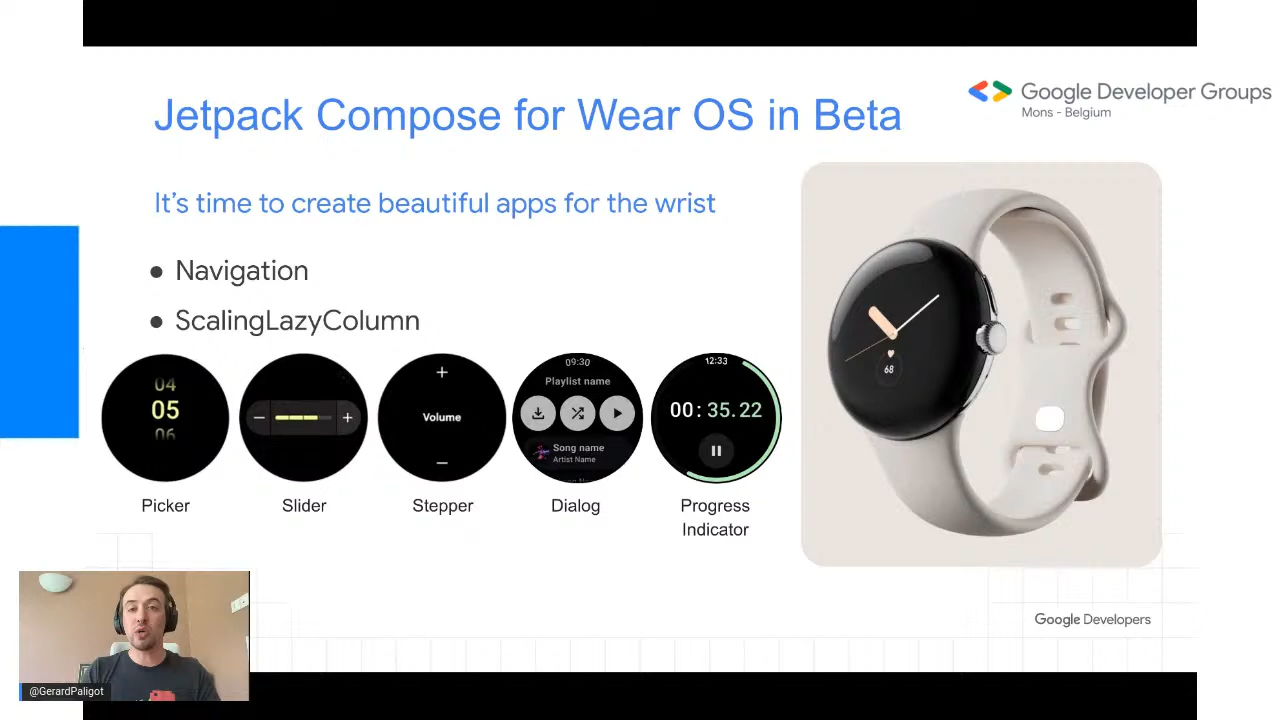 Jetpack Compose for Wear OS in Beta
Google Developer Groups
Mons - Belgium
It's time to create beautiful apps for the wrist
● Navigation
● ScalingLazyColumn
04
05
06
Picker
Slider
Volume
Stepper
09:30
Playlist name
Song name
Artist Name
Dialog
12:33
00:35.22
Progress
Indicator
68
Google Developers
@GerardPaligot